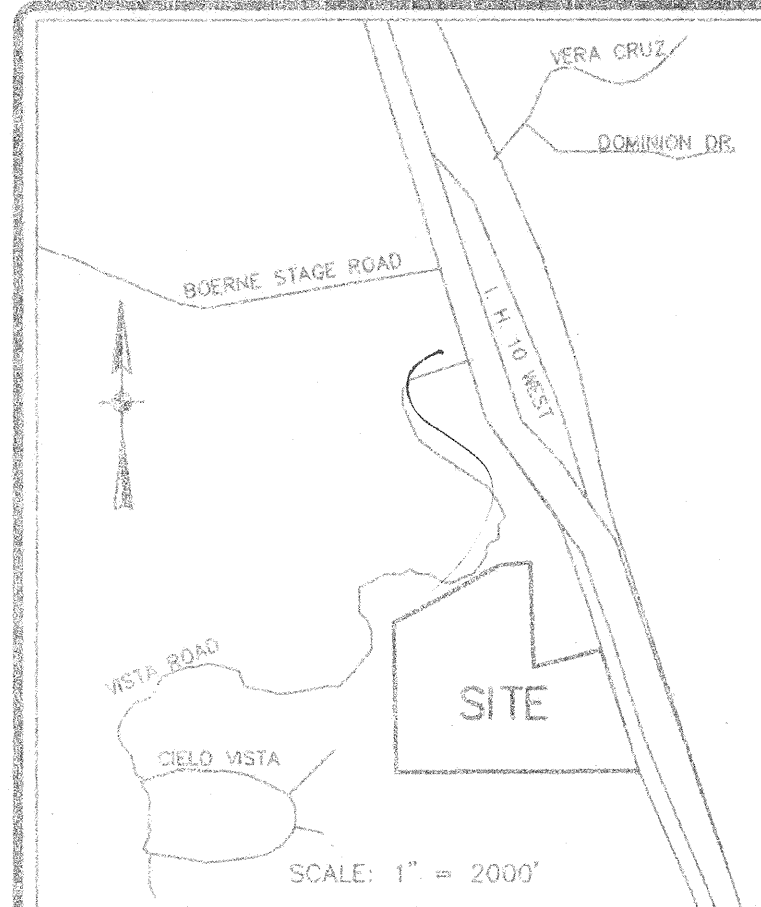 VERA CRUZ
DOMINION DR.
BOERNE STAGE ROAD
I. H. 10 WEST
VISTA ROAD
SITE
CIELO VISTA
SCALE: 1" = 2000'